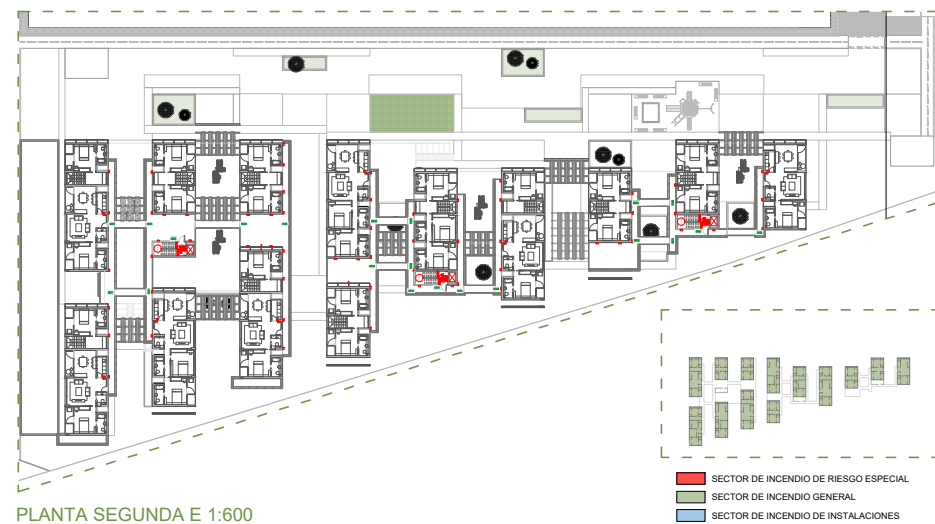 SECTOR DE INCENDIO DE RIESGO ESPECIAL
SECTOR DE INCENDIO GENERAL
SECTOR DE INCENDIO DE INSTALACIONES
PLANTA SEGUNDA E 1:600